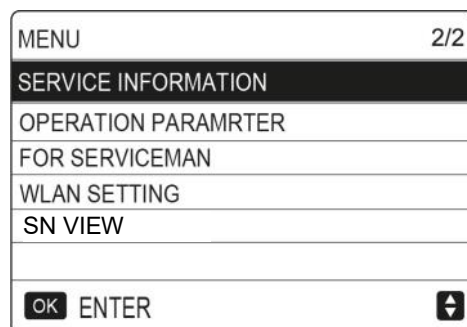 MENU 2/2
SERVICE INFORMATION
OPERATION PARAMRTER
FOR SERVICEMAN
WLAN SETTING
SN VIEW
OK ENTER